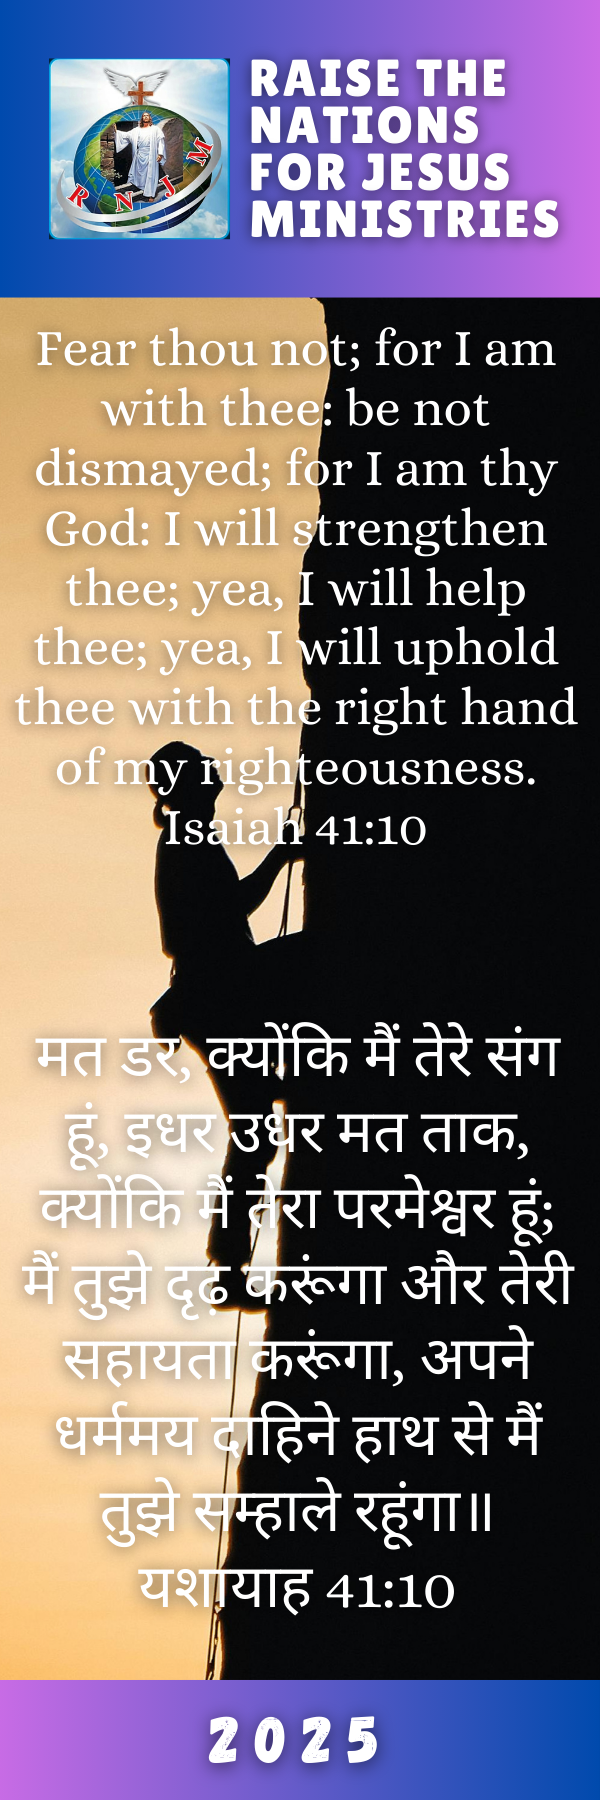 RAISE THE
NATIONS
FOR JESUS
MINISTRIES
R N J M
Fear thou not; for I am
with thee: be not
dismayed; for I am thy
God: I will strengthen
thee; yea, I will help
thee; yea, I will uphold
thee with the right hand
of my righteousness.
Isaiah 41:10
मत डर, क्योंकि मैं तेरे संग
हूं, इधर उधर मत ताक,
क्योंकि मैं तेरा परमेश्वर हूं;
मैं तुझे दृढ़ करूंगा और तेरी
सहायता करूंगा, अपने
धर्ममय दाहिने हाथ से मैं
तुझे सम्हाले रहूंगा॥
यशायाह 41:10
2025